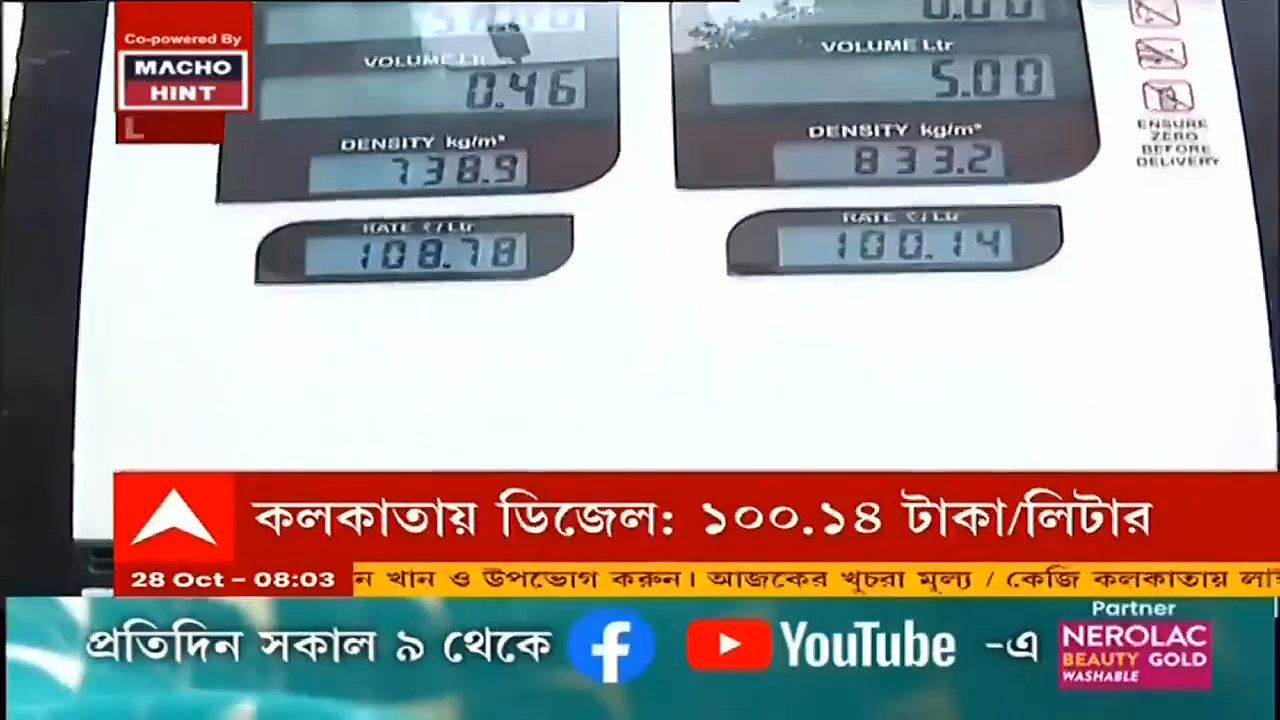 Co-powered By
MACHO
HINT
L
VOLUME Ltr
0.46
DENSITY kg/m³
738.9
RATE ₹/Ltr
108.78
0.00
VOLUME Ltr
5.00
DENSITY kg/m³
833.2
RATE ₹/Ltr
100.14
ENSURE
ZERO
BEFORE
DELIVERY
কলকাতায় ডিজেল: ১০০.১৪ টাকা/লিটার
28 Oct - 08:03
ন খান ও উপভোগ করুন। আজকের খুচরা মূল্য / কেজি কলকাতায়
প্রতিদিন সকাল ৯ থেকে
YouTube -এ
Partner
NEROLAC
BEAUTY GOLD
WASHABLE